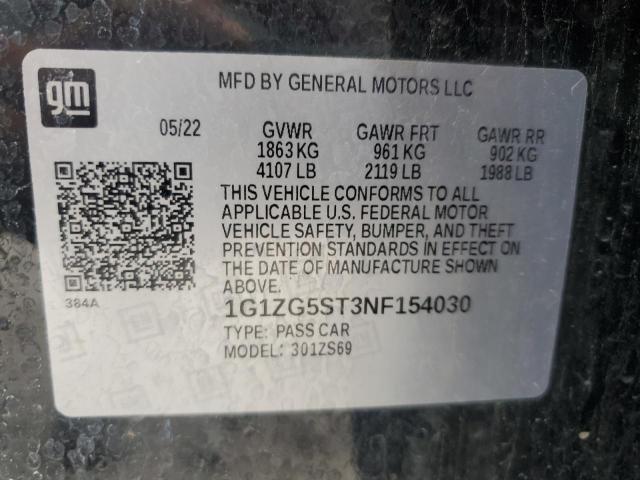 gm
MFD BY GENERAL MOTORS LLC
05/22 GVWR GAWR FRT GAWR RR
1863 KG 961 KG 902 KG
4107 LB 2119 LB 1988 LB
THIS VEHICLE CONFORMS TO ALL
APPLICABLE U.S. FEDERAL MOTOR
VEHICLE SAFETY, BUMPER, AND THEFT
PREVENTION STANDARDS IN EFFECT ON
THE DATE OF MANUFACTURE SHOWN
ABOVE.
384A
1G1ZG5ST3NF154030
TYPE: PASS CAR
MODEL: 301ZS69